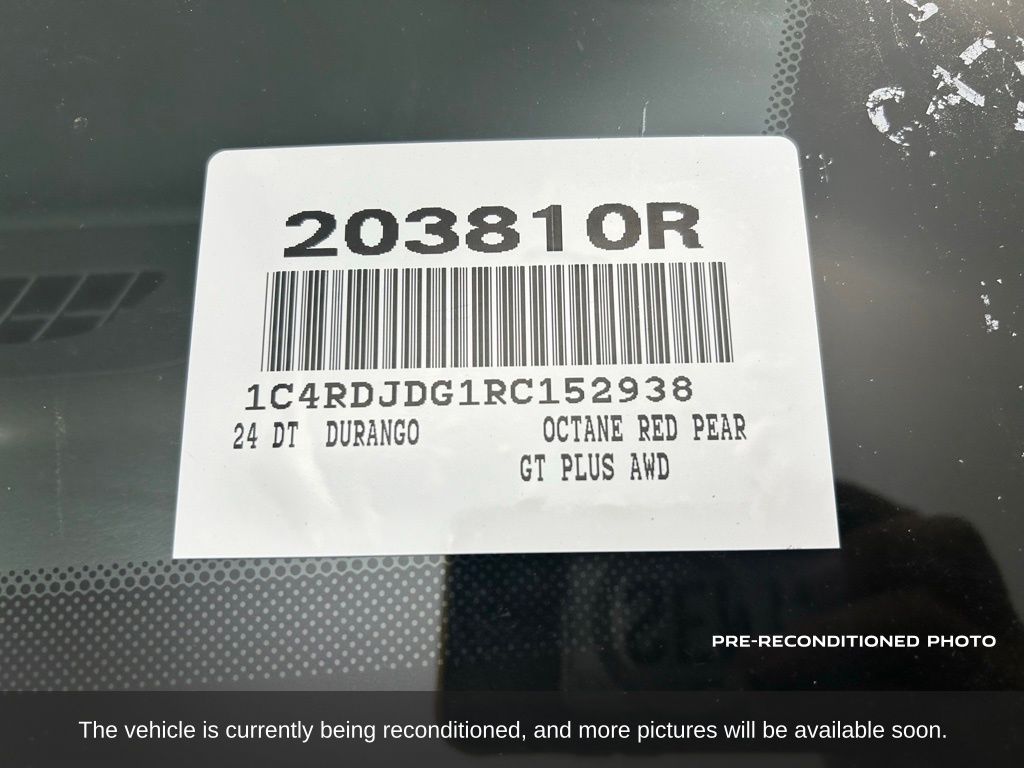 203810R
1C4RDJDG1RC152938
24 DT DURANGO OCTANE RED PEAR
GT PLUS AWD
PRE-RECONDITIONED PHOTO
The vehicle is currently being reconditioned, and more pictures will be available soon.